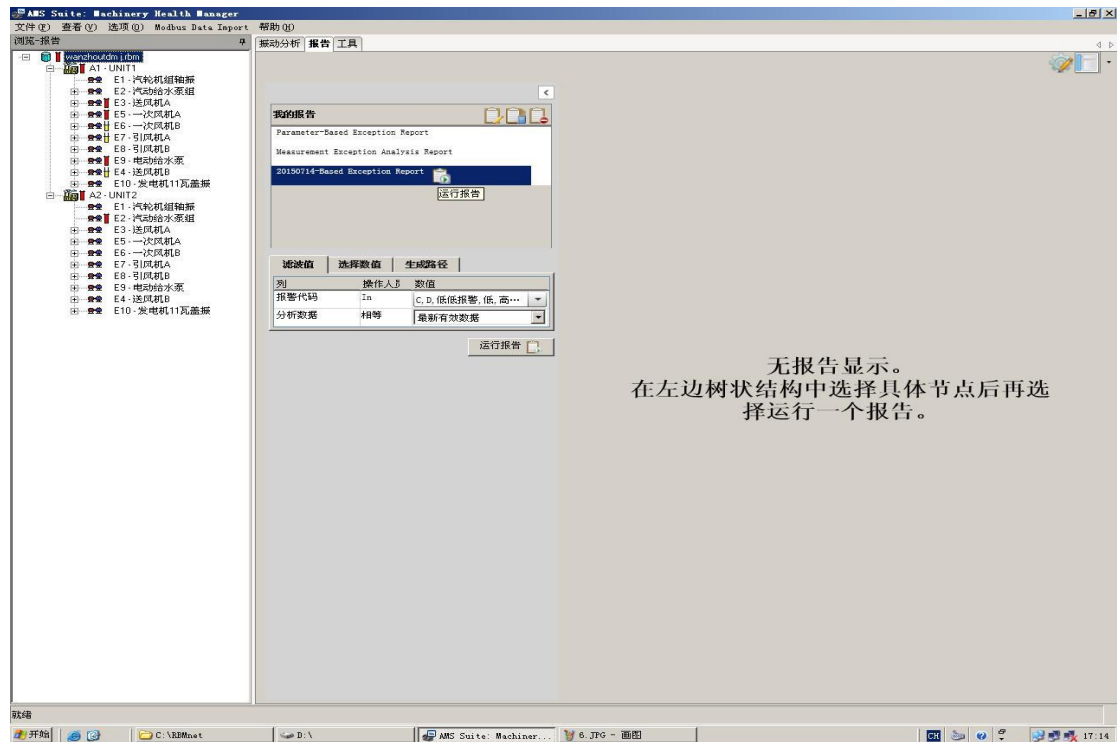 AMS Suite: Machinery Health Manager
文件(F) 查看(V) 选项(O) Modbus Data Import 帮助(H)
浏览-报告
wanzhoutdmj.rbm
A1 - UNIT1
E1 - 汽轮机组轴振
E2 - 汽动给水泵组
E3 - 送风机A
E5 - 一次风机A
E6 - 一次风机B
E7 - 引风机A
E8 - 引风机B
E9 - 电动给水泵
E4 - 送风机B
E10 - 发电机11瓦盖振
A2 - UNIT2
E1 - 汽轮机组轴振
E2 - 汽动给水泵组
E3 - 送风机A
E5 - 一次风机A
E6 - 一次风机B
E7 - 引风机A
E8 - 引风机B
E9 - 电动给水泵
E4 - 送风机B
E10 - 发电机11瓦盖振
振动分析 报告 工具
我的报告
Parameter-Based Exception Report
Measurement Exception Analysis Report
20150714-Based Exception Report
运行报告
滤波值 选择数值 生成路径
列 操作人员 数值
报警代码 In C, D, 低低报警, 低, 高…
分析数据 相等 最新有效数据
运行报告
无报告显示。
在左边树状结构中选择具体节点后再选
择运行一个报告。
就绪
开始 C:\RBMnet D:\ AMS Suite: Machiner... 6.JPG - 画图 CH 17:14